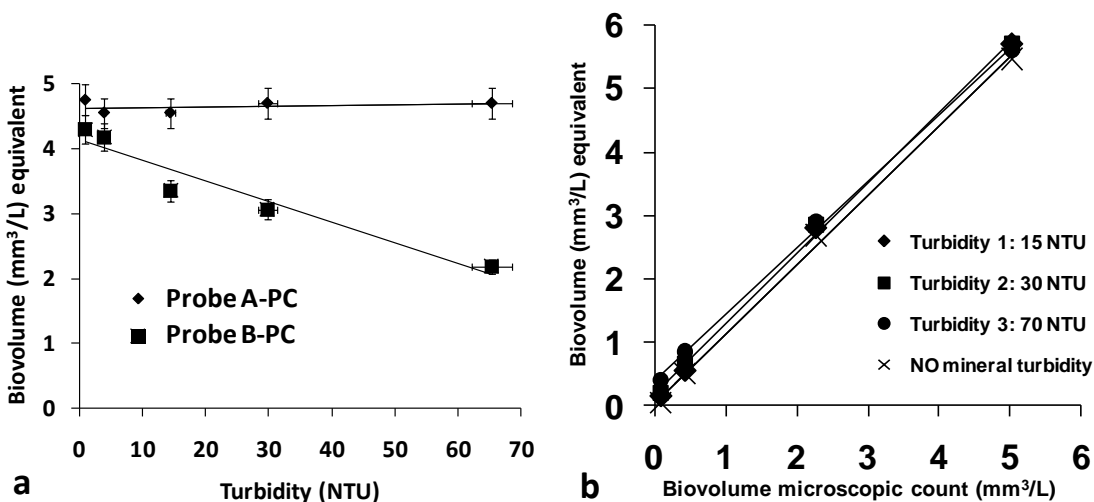 5
4
3
2
1
0
Biovolume (mm³/L) equivalent
Probe A-PC
Probe B-PC
0 10 20 30 40 50 60 70
Turbidity (NTU)
a
6
5
4
3
2
1
0
Biovolume (mm³/L) equivalent
Turbidity 1: 15 NTU
Turbidity 2: 30 NTU
Turbidity 3: 70 NTU
NO mineral turbidity
0 1 2 3 4 5 6
Biovolume microscopic count (mm³/L)
b